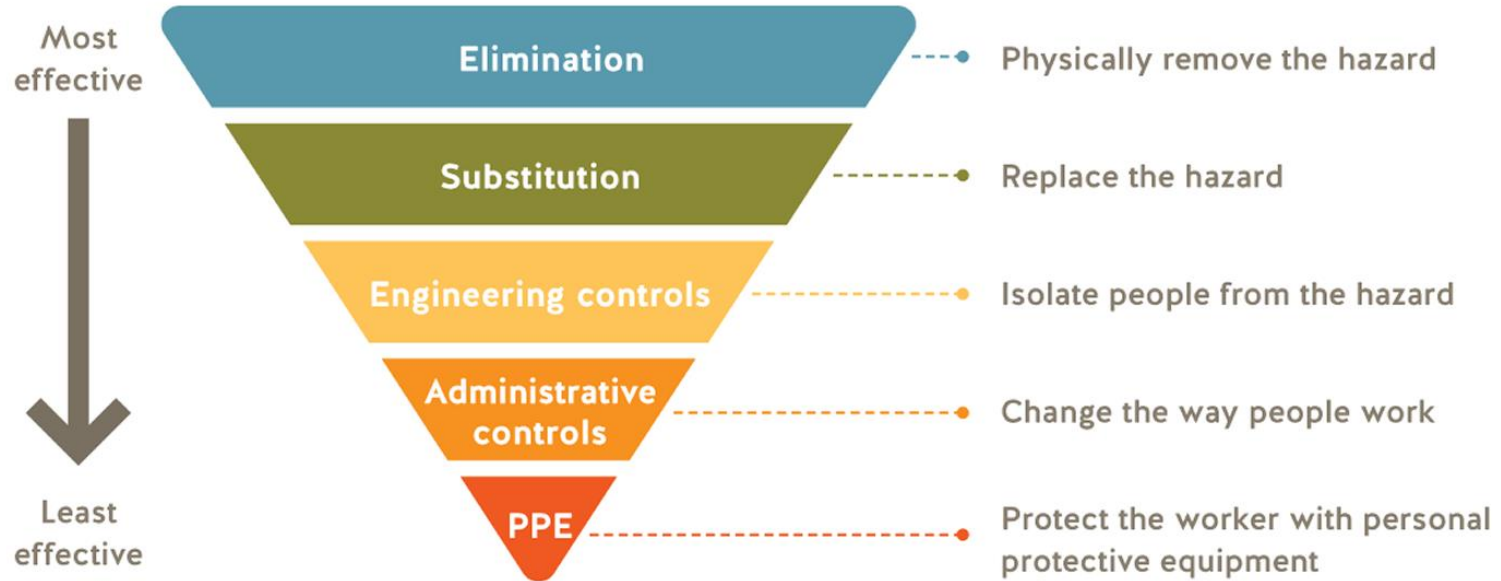 Most
effective
Elimination
Physically remove the hazard
Substitution
Replace the hazard
Engineering controls
Isolate people from the hazard
Administrative
controls
Change the way people work
Least
effective
PPE
Protect the worker with personal
protective equipment